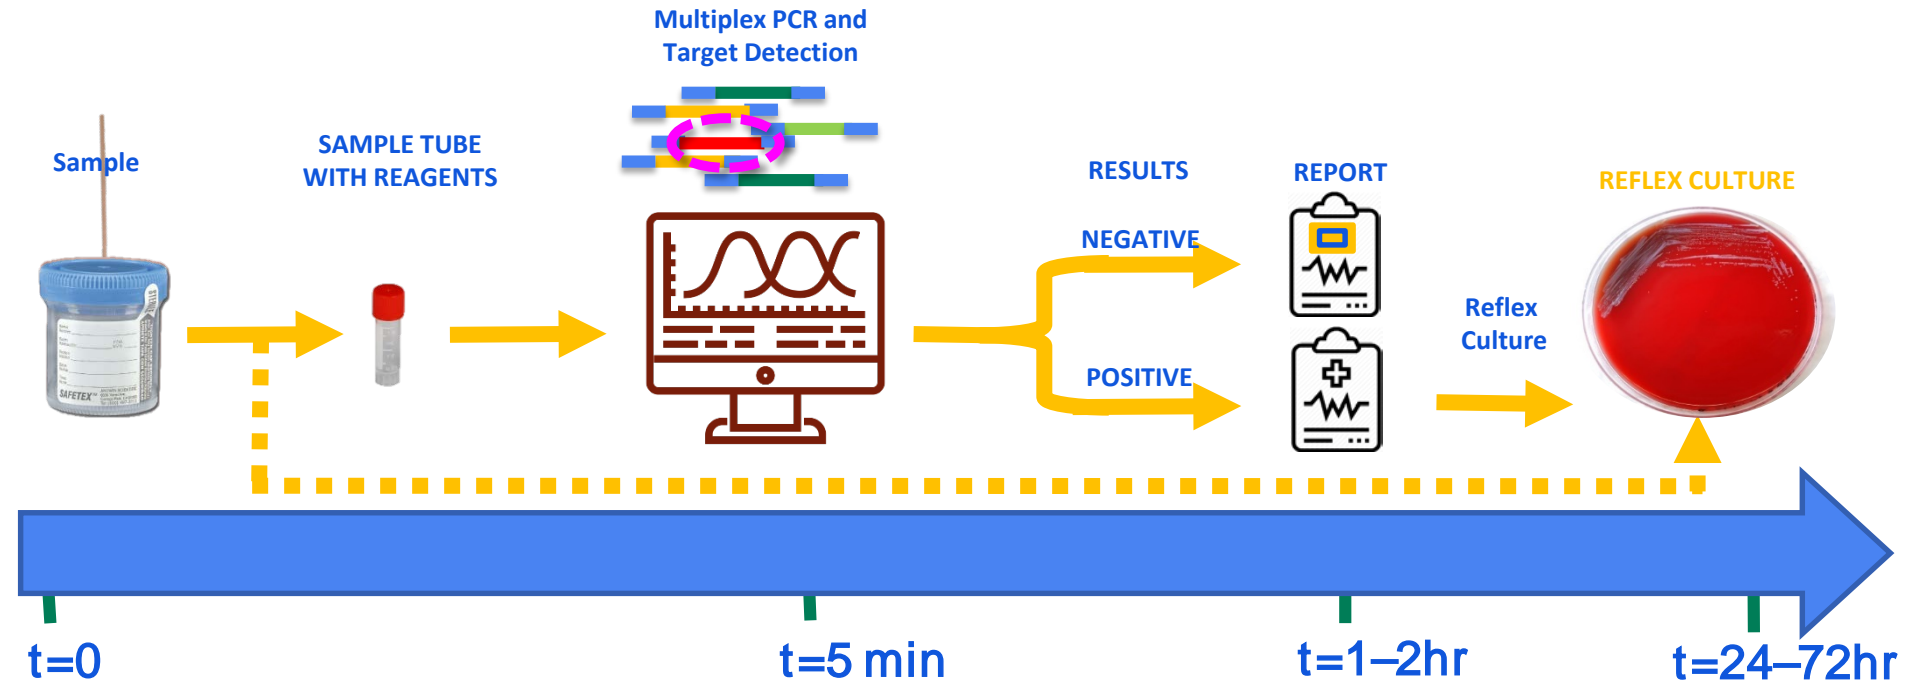 Multiplex PCR and
Target Detection
Sample
SAMPLE TUBE
WITH REAGENTS
RESULTS
NEGATIVE
POSITIVE
REPORT
Reflex
Culture
REFLEX CULTURE
SAFETEX
t=0
t=5 min
t=1–2hr
t=24–72hr